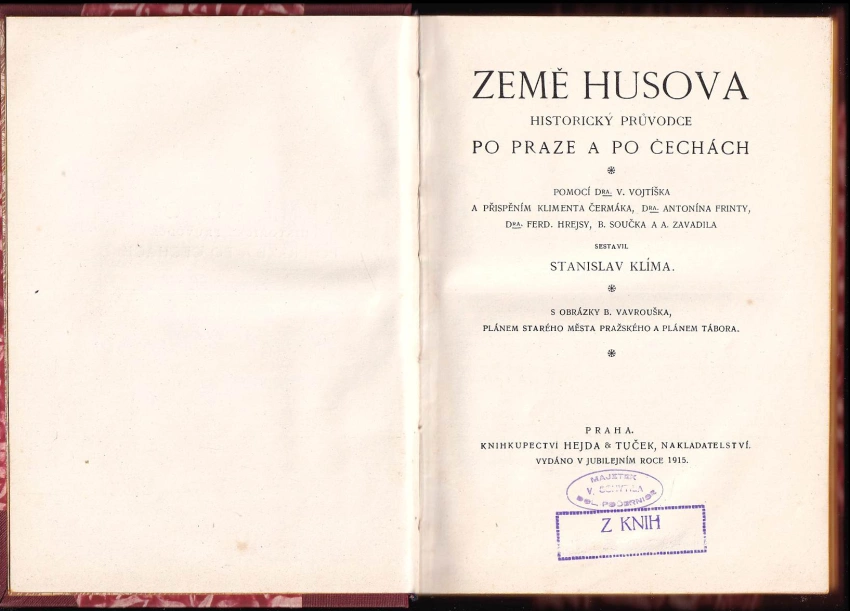 ZEMĚ HUSOVA
HISTORICKÝ PRŮVODCE
PO PRAZE A PO ČECHÁCH
POMOCÍ DRA. V. VOJTÍŠKA
A PŘISPĚNÍM KLIMENTA ČERMÁKA, DRA. ANTONÍNA FRINTY,
DRA. FERD. HREJSY, B. SOUČKA A A. ZAVADILA
SESTAVIL
STANISLAV KLÍMA.
S OBRÁZKY B. VAVROUŠKA,
PLÁNEM STARÉHO MĚSTA PRAŽSKÉHO A PLÁNEM TÁBORA.
PRAHA.
KNIHKUPECTVÍ HEJDA & TUČEK, NAKLADATELSTVÍ.
VYDÁNO V JUBILEJNÍM ROCE 1915.
MAJETEK
V.
DOL. POČERNICE
Z KNIH